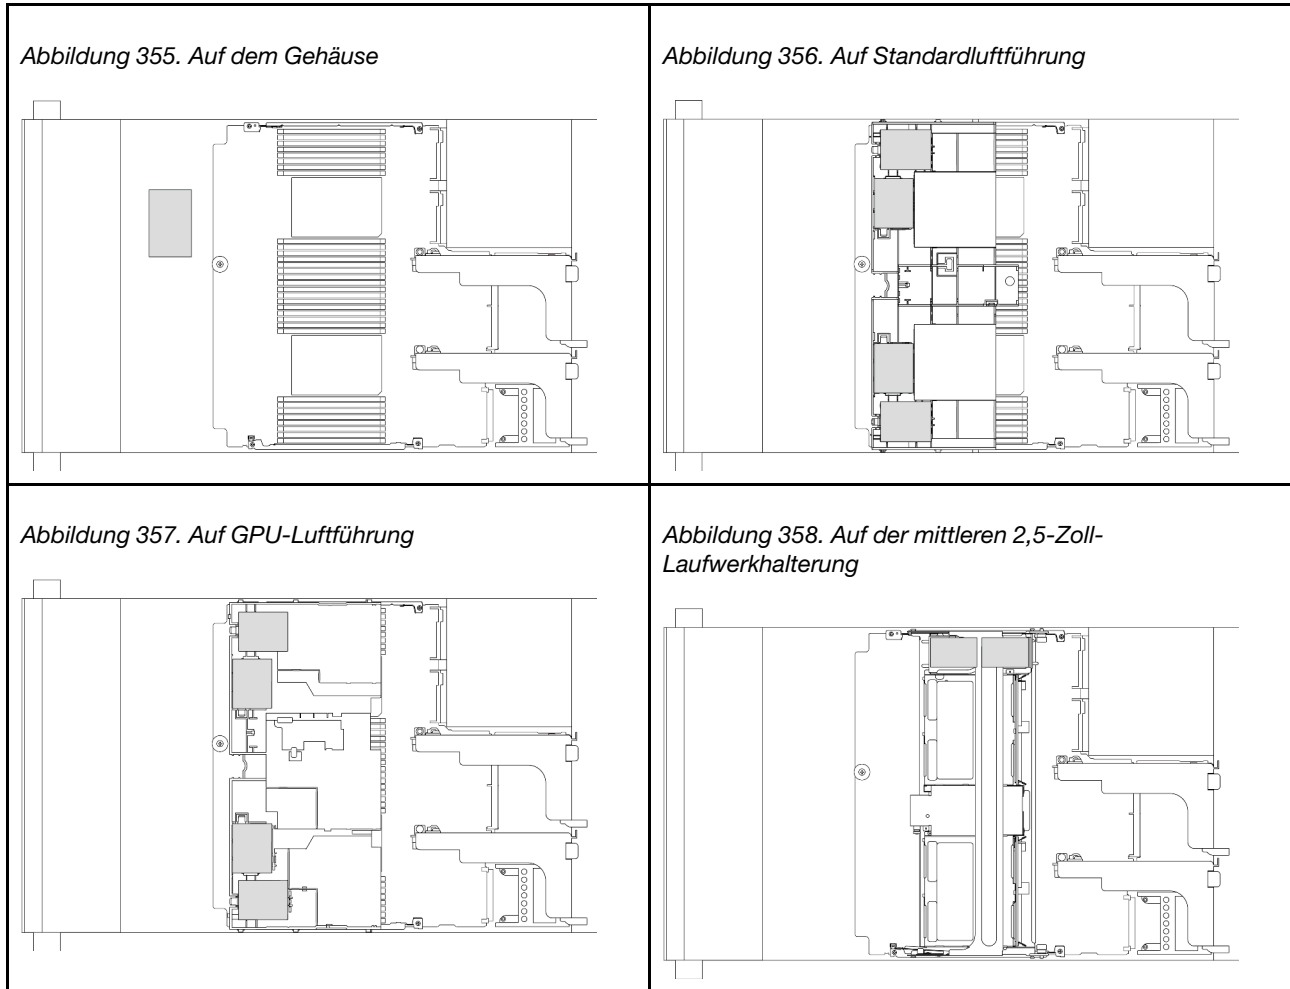 Abbildung 355. Auf dem Gehäuse
Abbildung 356. Auf Standardluftführung
Abbildung 357. Auf GPU-Luftführung
Abbildung 358. Auf der mittleren 2,5-Zoll-
Laufwerkhalterung